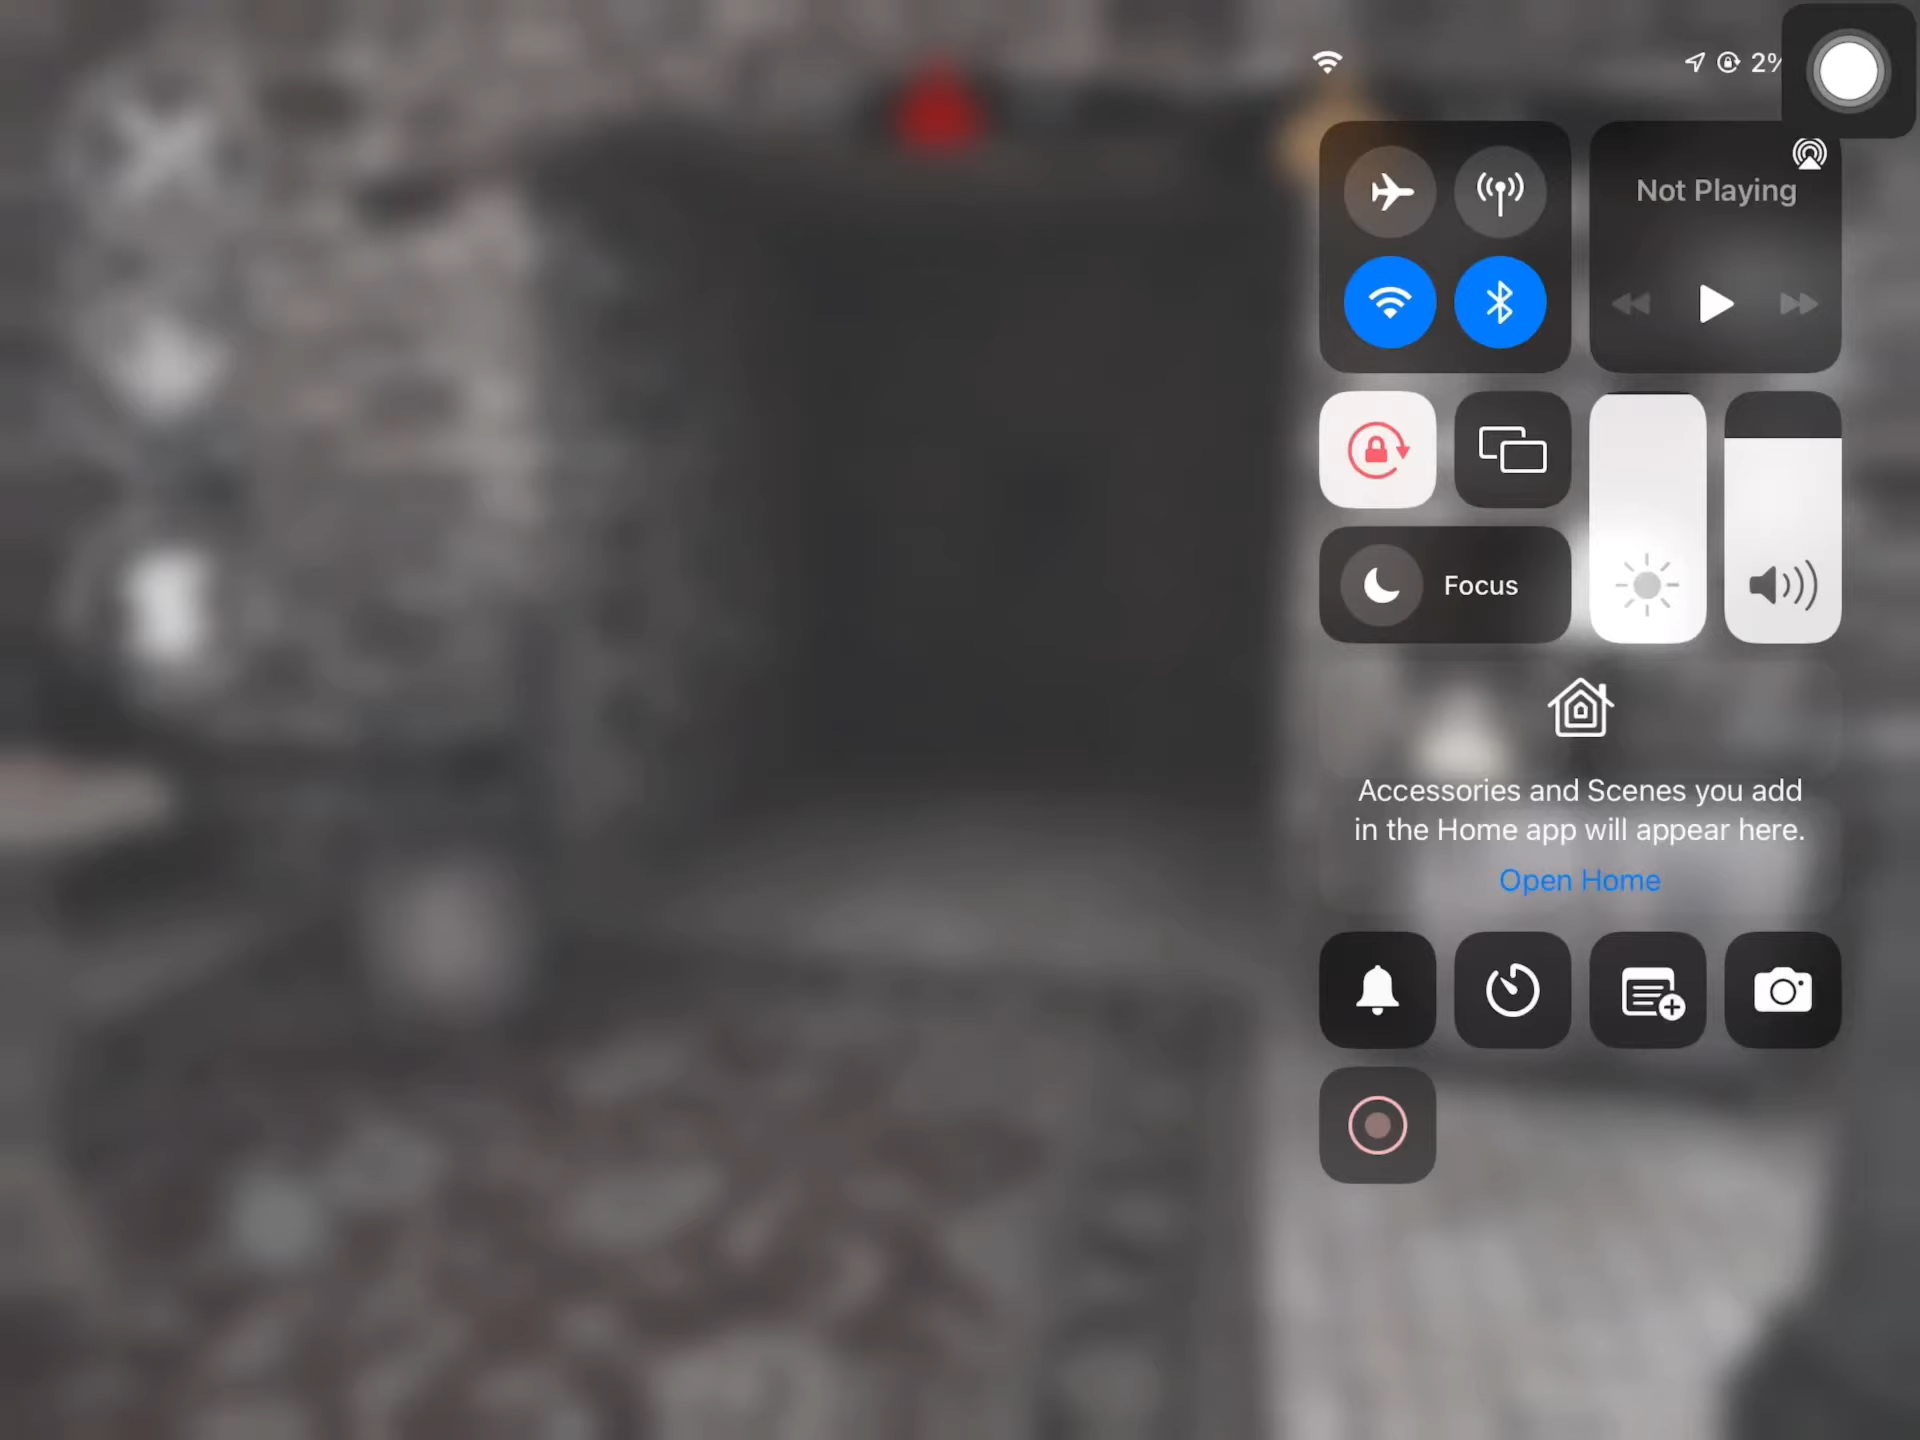 2%
Not Playing
Focus
Accessories and Scenes you add
in the Home app will appear here.
Open Home